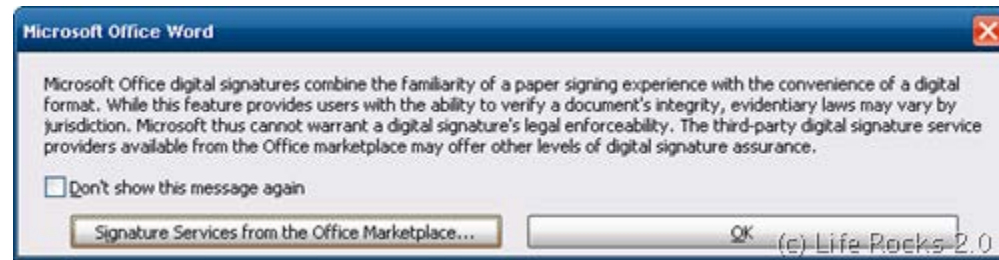 Microsoft Office Word
Microsoft Office digital signatures combine the familiarity of a paper signing experience with the convenience of a digital
format. While this feature provides users with the ability to verify a document's integrity, evidentiary laws may vary by
jurisdiction. Microsoft thus cannot warrant a digital signature's legal enforceability. The third-party digital signature service
providers available from the Office marketplace may offer other levels of digital signature assurance.
Don't show this message again
Signature Services from the Office Marketplace... OK
(c) Life Rocks 2.0